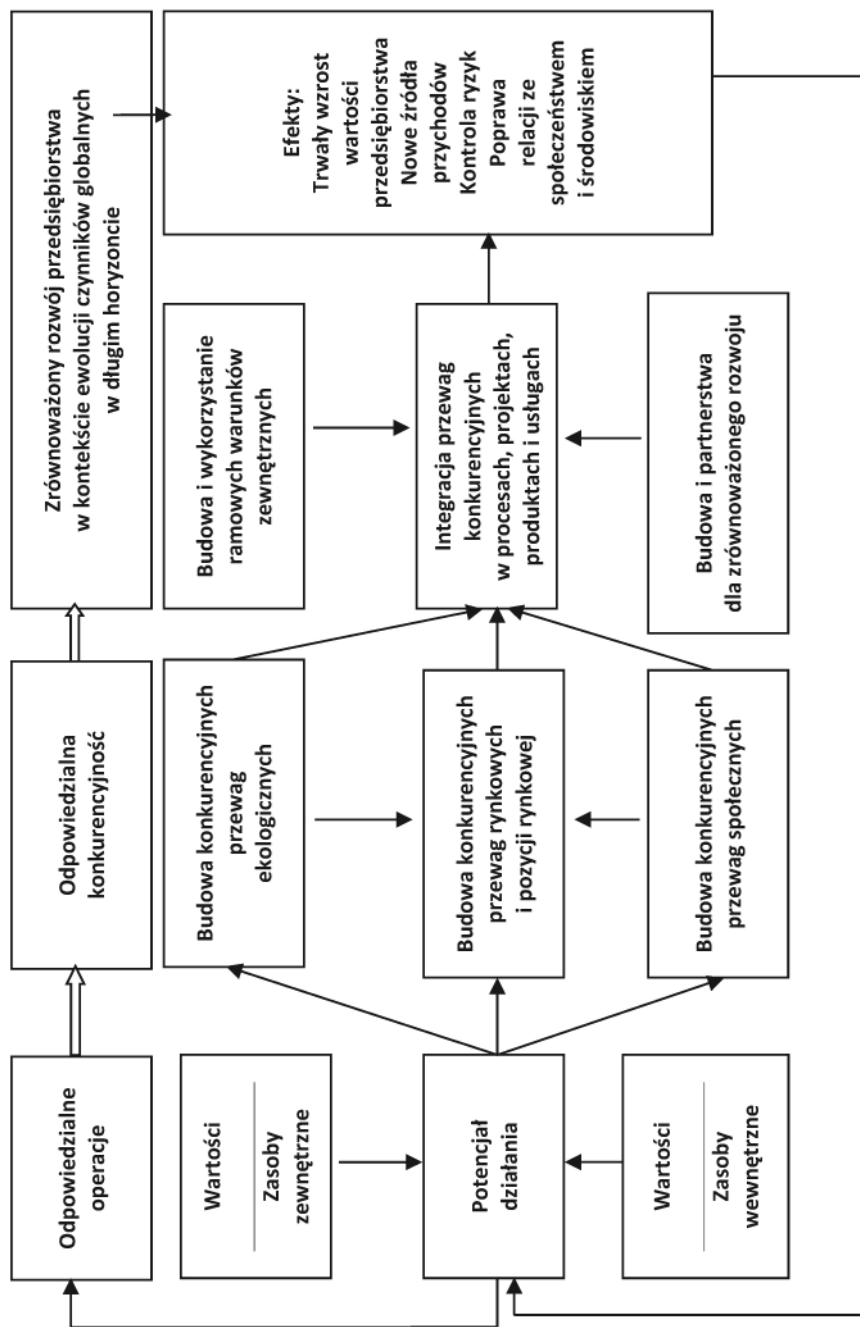 Odpowiedzialne
operacje
Odpowiedzialna
konkurencyjność
Zrównoważony rozwój przedsiębiorstwa
w kontekście ewolucji czynników globalnych
w długim horyzoncie
Wartości
Zasoby
zewnętrzne
Budowa konkurencyjnych
przewag
ekologicznych
Budowa i wykorzystanie
ramowych warunków
zewnętrznych
Efekty:
Trwały wzrost
wartości
przedsiębiorstwa
Nowe źródła
przychodów
Kontrola ryzyk
Poprawa
relacji ze
społeczeństwem
i środowiskiem
Potencjał
działania
Budowa konkurencyjnych
przewag rynkowych
i pozycji rynkowej
Integracja przewag
konkurencyjnych
w procesach, projektach,
produktach i usługach
Wartości
Zasoby
wewnętrzne
Budowa konkurencyjnych
przewag społecznych
Budowa i partnerstwa
dla zrównoważonego rozwoju